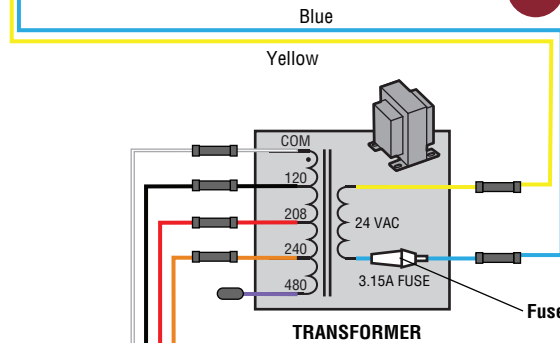 Blue
Yellow
COM
120
208
240
480
24 VAC
3.15A FUSE
Fuse
TRANSFORMER